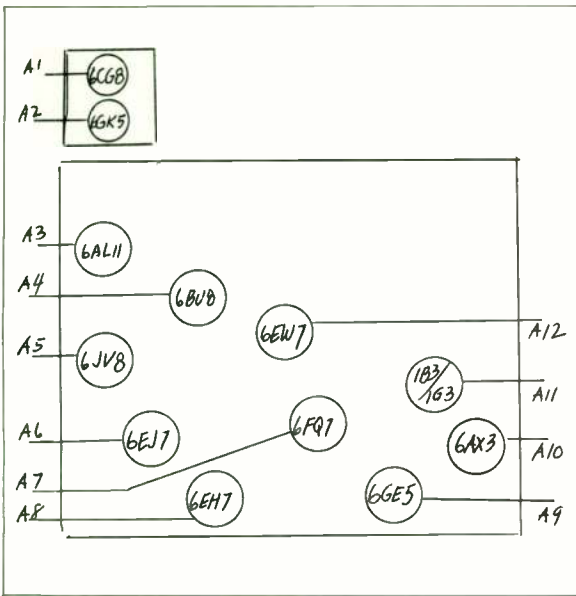 A1
6CG8
A2
6GK5
A3
6AL11
A4
6BU8
6EW7
A12
A5
6JV8
1B3/1G3
A11
A6
6EJ7
6FQ7
6AX3
A10
A7
A8
6EH7
6GE5
A9